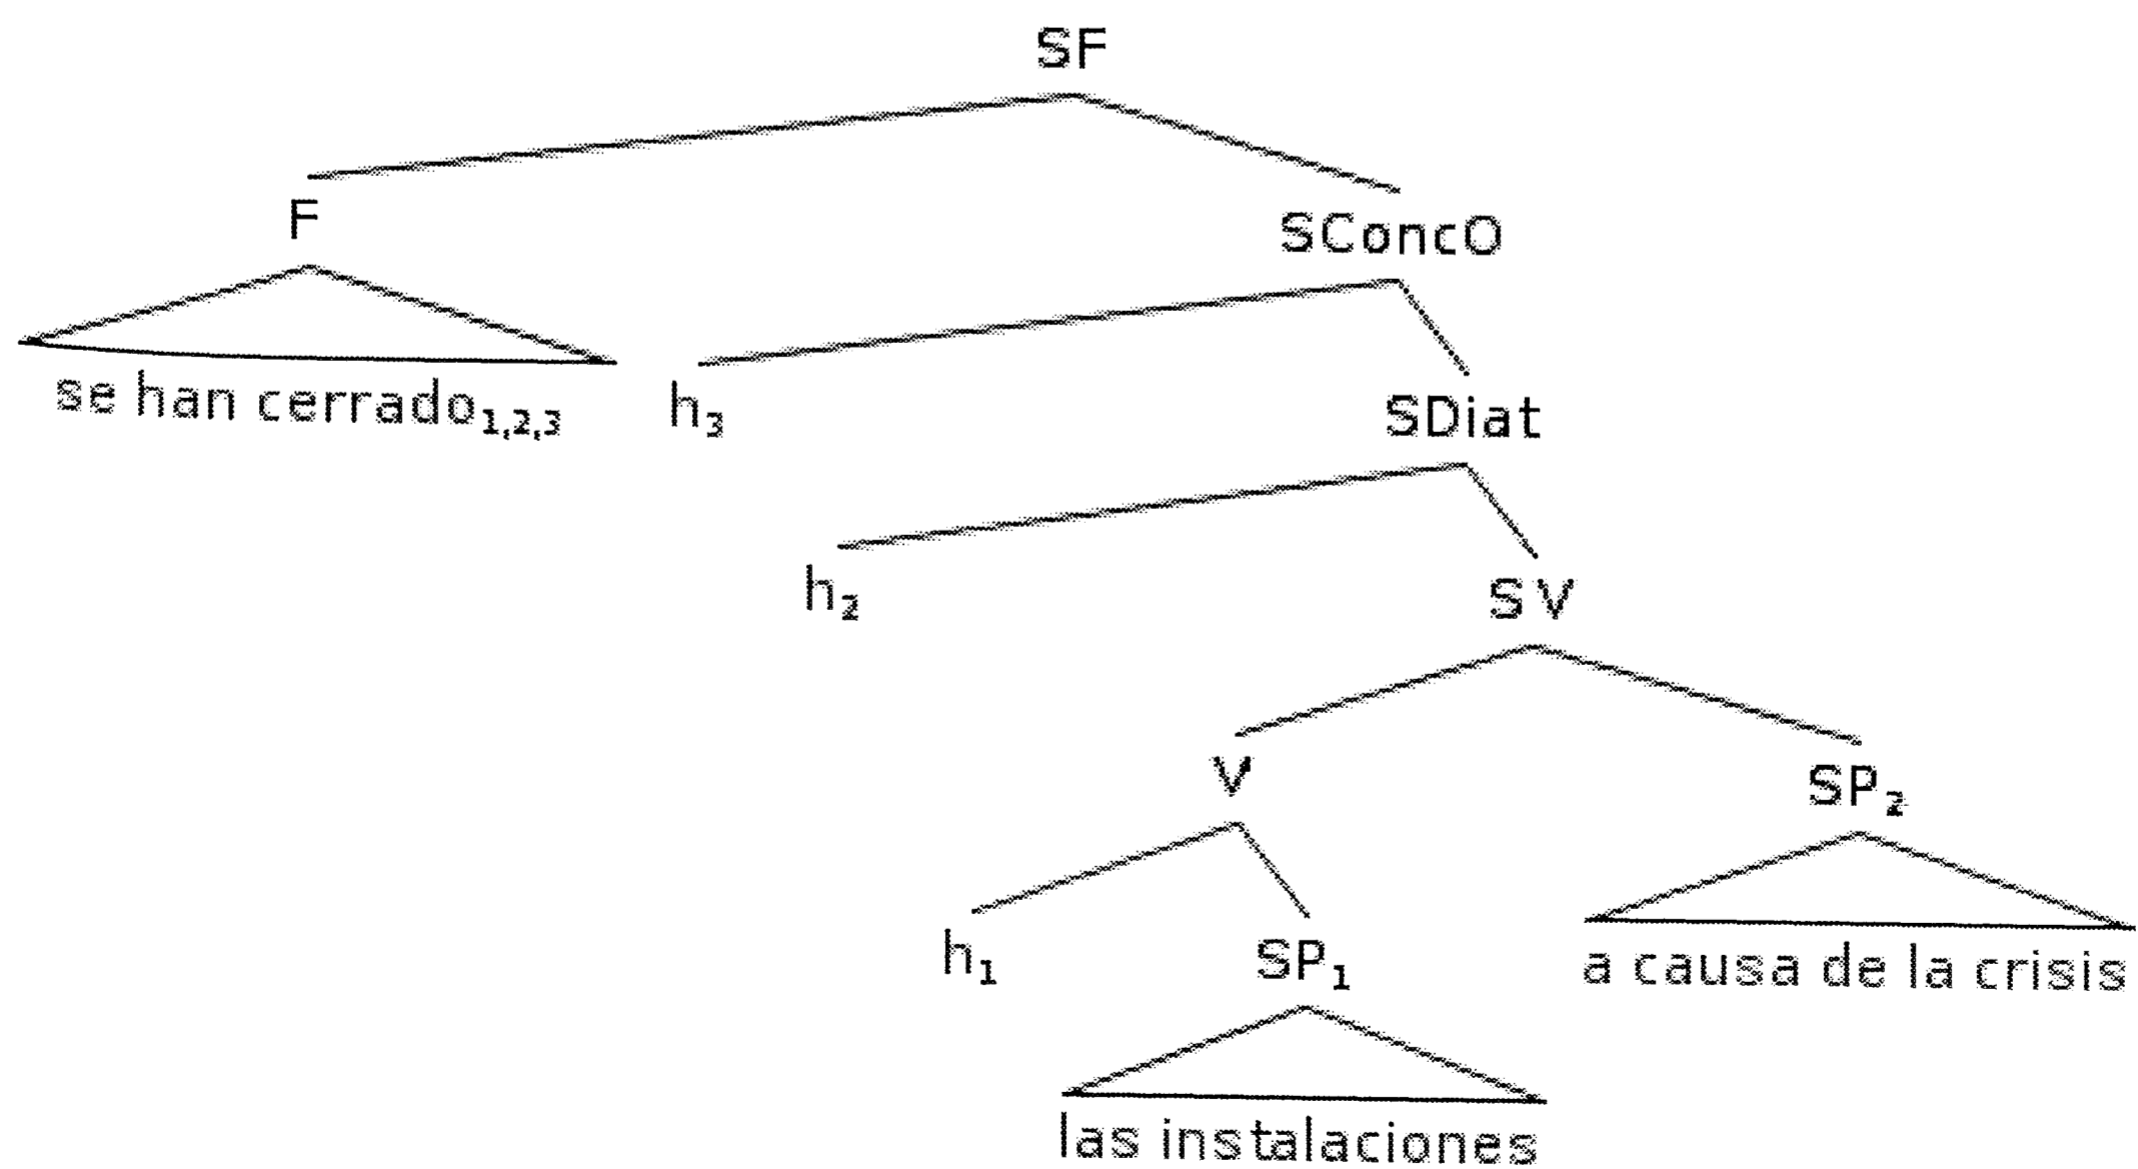 SF
F
SConcO
se han cerrado₁,₂,₃
h₃
SDiat
h₂
SV
V
SP₂
h₁
SP₁
a causa de la crisis
las instalaciones